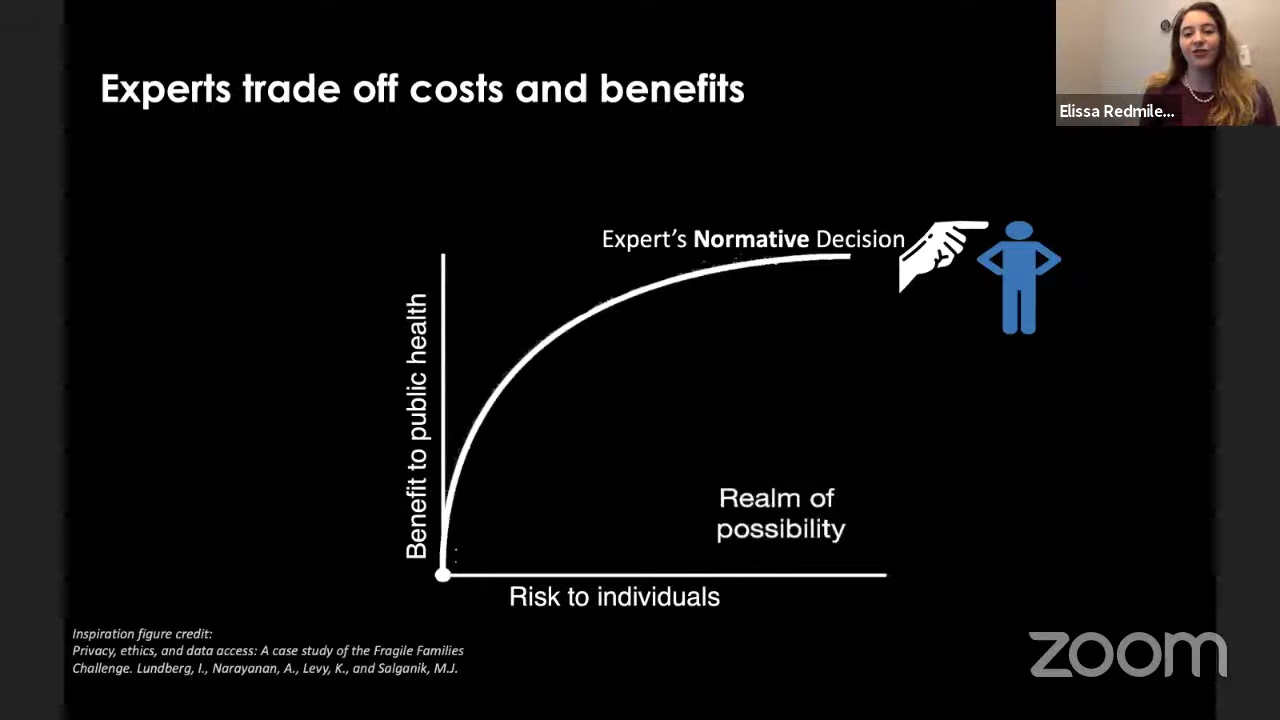 Experts trade off costs and benefits
Elissa Redmile...
Expert's Normative Decision
Benefit to public health
Realm of
possibility
Risk to individuals
Inspiration figure credit:
Privacy, ethics, and data access: A case study of the Fragile Families
Challenge. Lundberg, I., Narayanan, A., Levy, K., and Salganik, M.J.
zoom